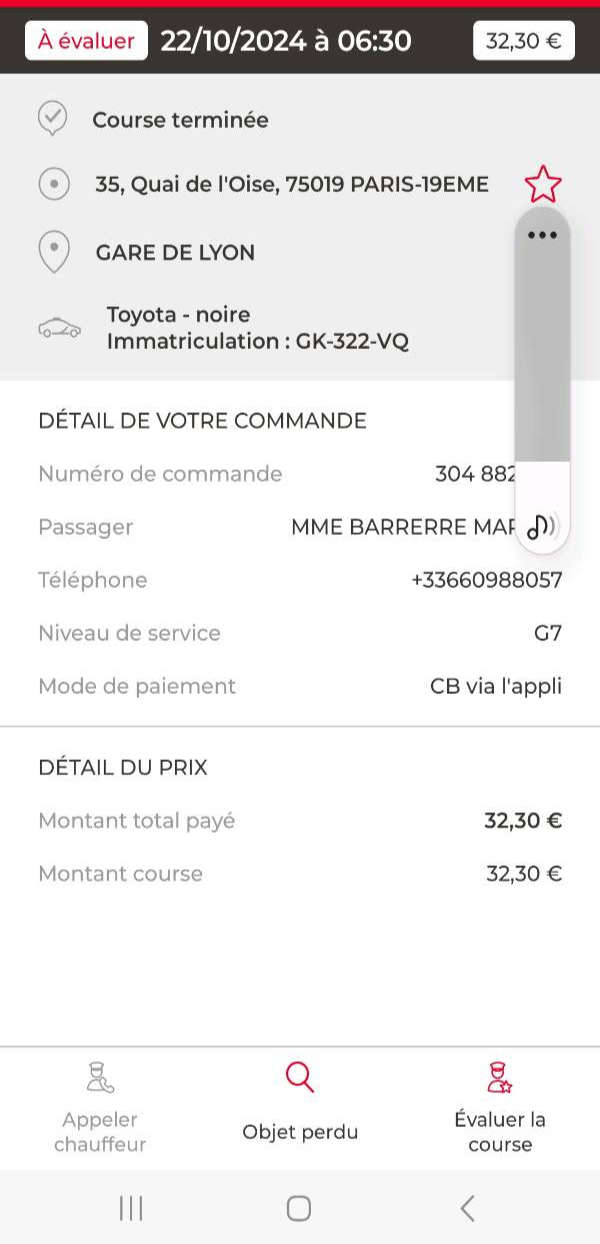 À évaluer 22/10/2024 à 06:30 32,30 €
Course terminée
35, Quai de l'Oise, 75019 PARIS-19EME
GARE DE LYON
Toyota - noire
Immatriculation : GK-322-VQ
DÉTAIL DE VOTRE COMMANDE
Numéro de commande 304 882
Passager MME BARRERRE
Téléphone +33660988057
Niveau de service G7
Mode de paiement CB via l'appli
DÉTAIL DU PRIX
Montant total payé 32,30 €
Montant course 32,30 €
Appeler
chauffeur
Objet perdu
Évaluer la
course